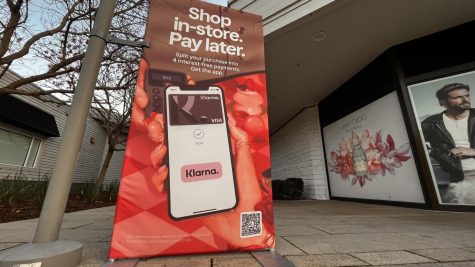 Shop
in-store.
Pay later.
Split your purchase into
4 interest-free payments.
Get the app.
Klarna.
VISA
Klarna.